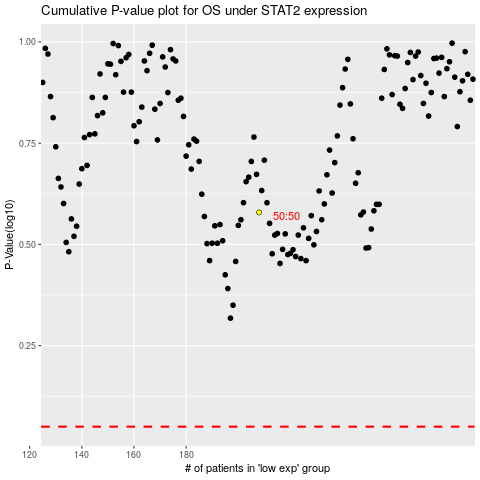 Cumulative P-value plot for OS under STAT2 expression
P-Value(log10)
1.00
0.75
0.50
0.25
50:50
120 140 160 180
# of patients in 'low exp' group